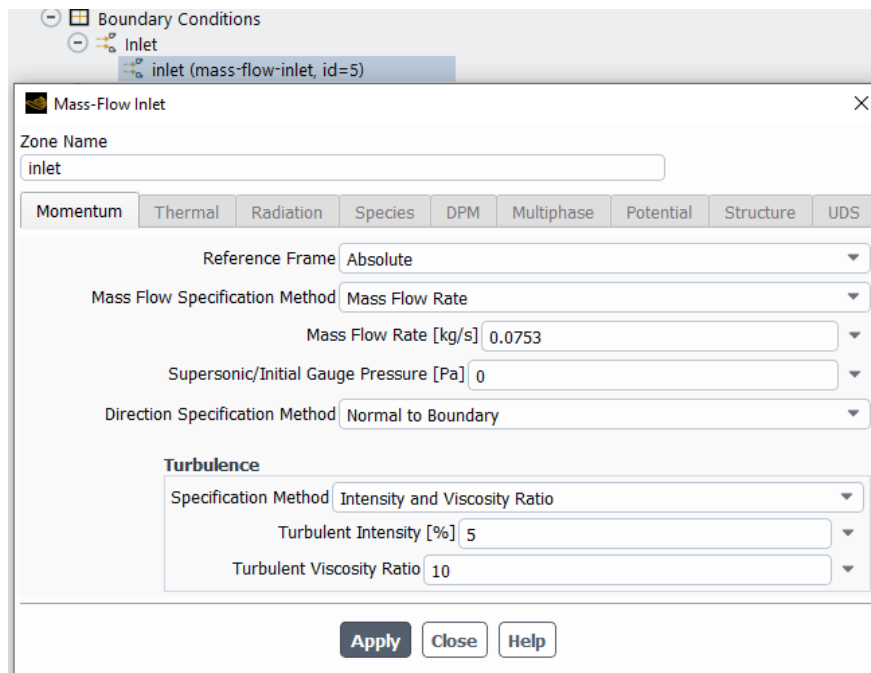 Boundary Conditions
Inlet
inlet (mass-flow-inlet, id=5)
Mass-Flow Inlet
Zone Name
inlet
Momentum Thermal Radiation Species DPM Multiphase Potential Structure UDS
Reference Frame Absolute
Mass Flow Specification Method Mass Flow Rate
Mass Flow Rate [kg/s] 0.0753
Supersonic/Initial Gauge Pressure [Pa] 0
Direction Specification Method Normal to Boundary
Turbulence
Specification Method Intensity and Viscosity Ratio
Turbulent Intensity [%] 5
Turbulent Viscosity Ratio 10
Apply Close Help